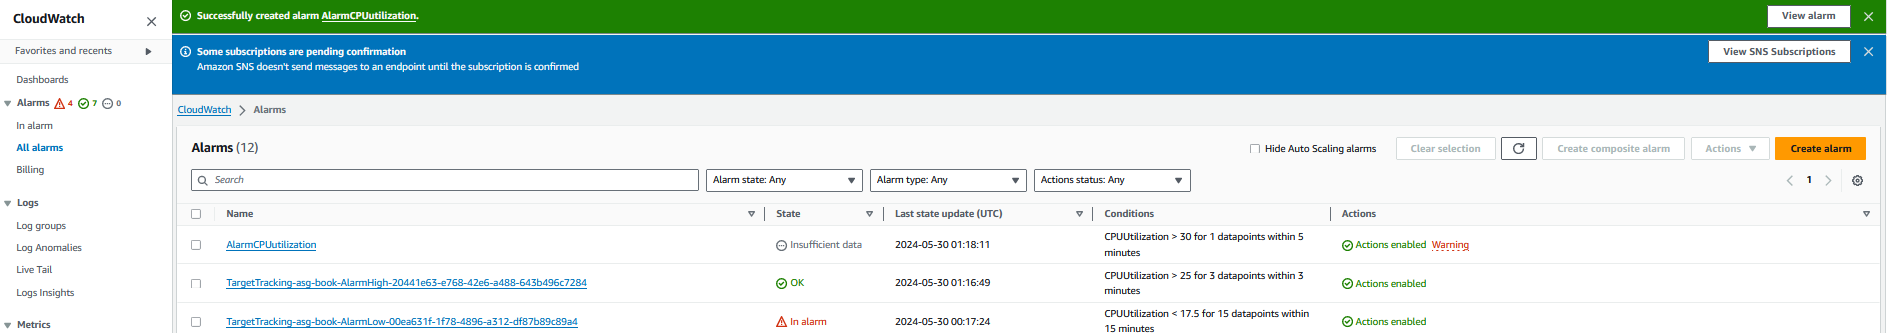 CloudWatch
Successfully created alarm AlarmCPUutilization.
View alarm
Favorites and recents
Some subscriptions are pending confirmation
Amazon SNS doesn't send messages to an endpoint until the subscription is confirmed
View SNS Subscriptions
Dashboards
Alarms 4 7 0
In alarm
All alarms
Billing
Logs
Log groups
Log Anomalies
Live Tail
Logs Insights
Metrics
CloudWatch > Alarms
Alarms (12)
Hide Auto Scaling alarms
Clear selection
Create composite alarm
Actions
Create alarm
Search
Alarm state: Any
Alarm type: Any
Actions status: Any
1
Name State Last state update (UTC) Conditions Actions
AlarmCPUutilization Insufficient data 2024-05-30 01:18:11 CPUUtilization > 30 for 1 datapoints within 5
minutes
Actions enabled Warning
TargetTracking-asg-book-AlarmHigh-20441e63-e768-42e6-a488-643b496c7284 OK 2024-05-30 01:16:49 CPUUtilization > 25 for 3 datapoints within 3
minutes
Actions enabled
TargetTracking-asg-book-AlarmLow-00ea631f-1f78-4896-a312-df87b89c89a4 In alarm 2024-05-30 00:17:24 CPUUtilization < 17.5 for 15 datapoints within
15 minutes
Actions enabled